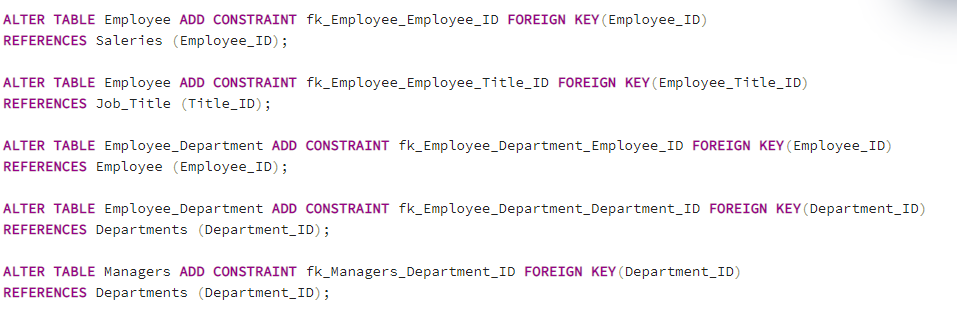 ALTER TABLE Employee ADD CONSTRAINT fk_Employee_Employee_ID FOREIGN KEY(Employee_ID)
REFERENCES Saleries (Employee_ID);
ALTER TABLE Employee ADD CONSTRAINT fk_Employee_Employee_Title_ID FOREIGN KEY(Employee_Title_ID)
REFERENCES Job_Title (Title_ID);
ALTER TABLE Employee_Department ADD CONSTRAINT fk_Employee_Department_Employee_ID FOREIGN KEY(Employee_ID)
REFERENCES Employee (Employee_ID);
ALTER TABLE Employee_Department ADD CONSTRAINT fk_Employee_Department_Department_ID FOREIGN KEY(Department_ID)
REFERENCES Departments (Department_ID);
ALTER TABLE Managers ADD CONSTRAINT fk_Managers_Department_ID FOREIGN KEY(Department_ID)
REFERENCES Departments (Department_ID);